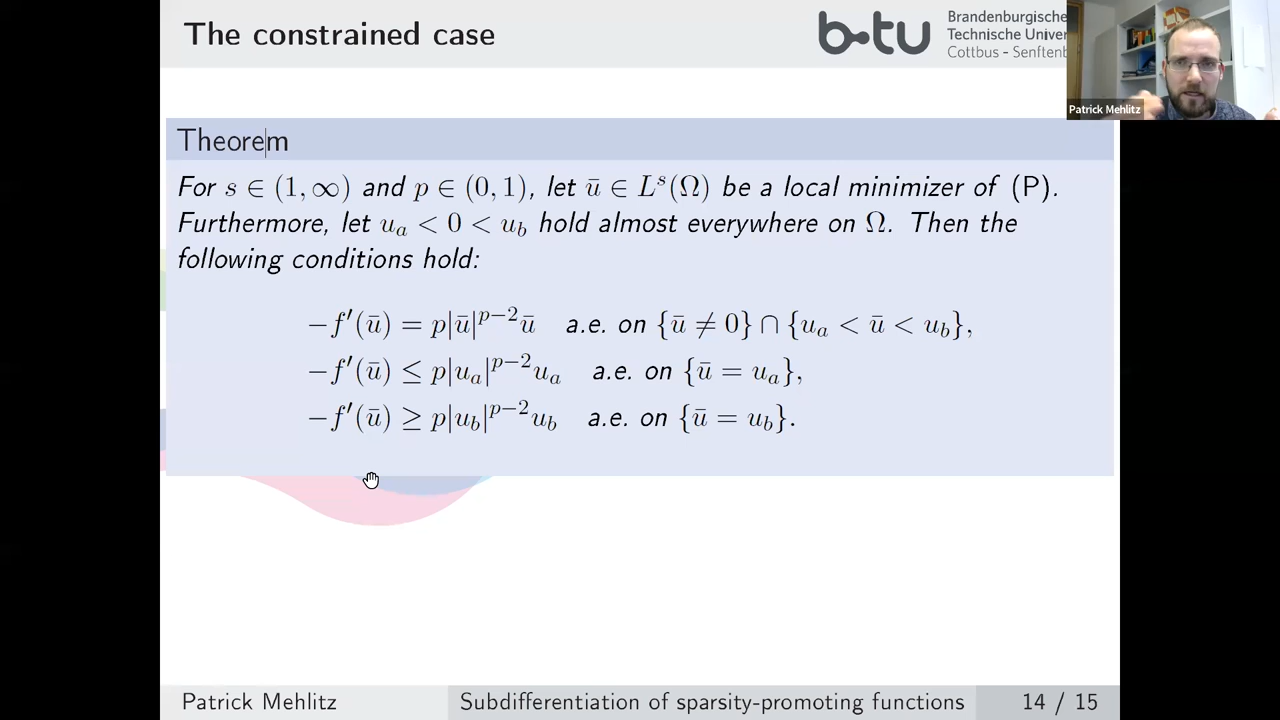 The constrained case
b-tu
Brandenburgische
Technische Univer
Cottbus - Senftenb
Patrick Mehlitz
Theorem
For s ∈ (1, ∞) and p ∈ (0, 1), let ū ∈ Lˢ(Ω) be a local minimizer of (P).
Furthermore, let uₐ < 0 < u_b hold almost everywhere on Ω. Then the
following conditions hold:
−f′(ū) = p|ū|^{p−2}ū a.e. on {ū ≠ 0} ∩ {u_a < ū < u_b},
−f′(ū) ≤ p|u_a|^{p−2}u_a a.e. on {ū = u_a},
−f′(ū) ≥ p|u_b|^{p−2}u_b a.e. on {ū = u_b}.
Patrick Mehlitz
Subdifferentiation of sparsity-promoting functions
14 / 15